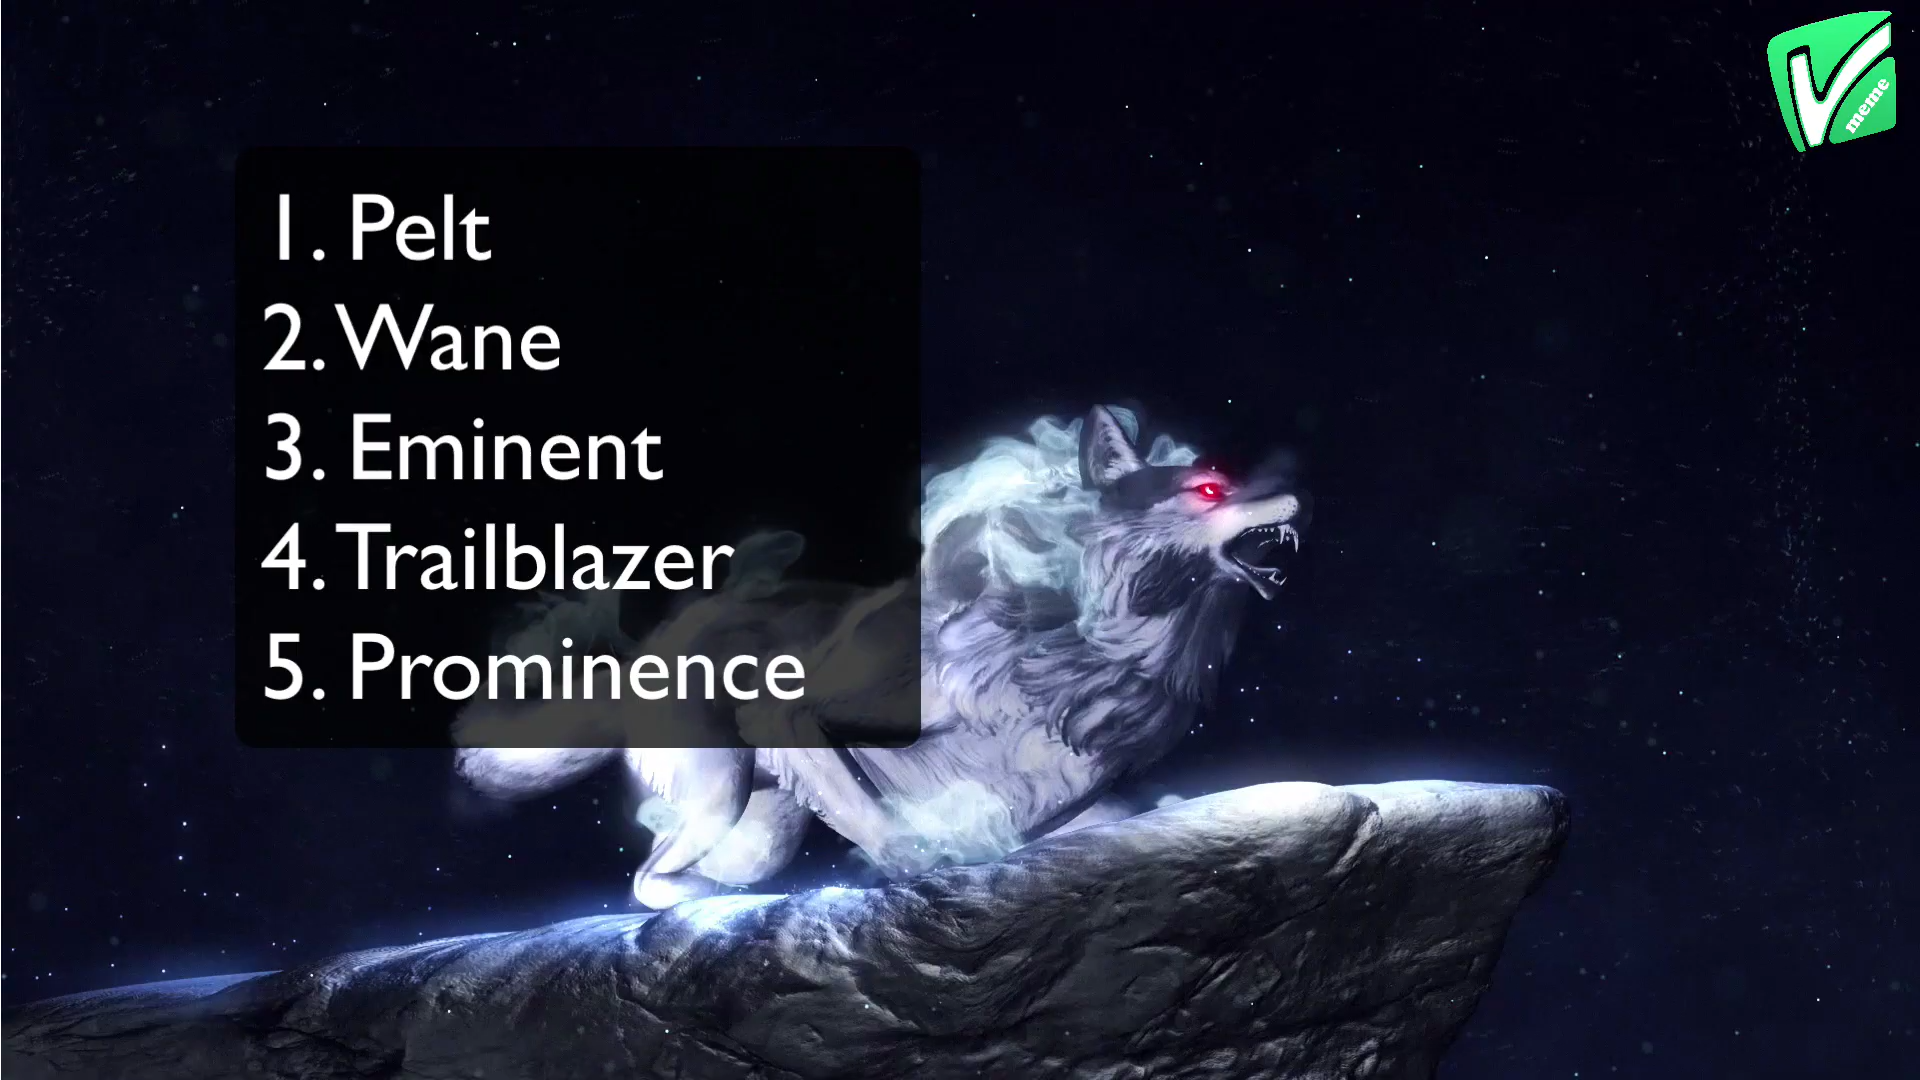 1. Pelt
2. Wane
3. Eminent
4. Trailblazer
5. Prominence
V meme